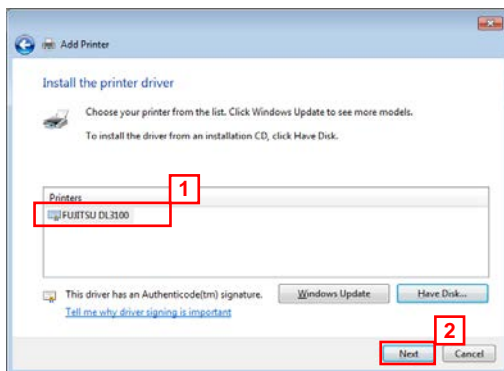 Add Printer
Install the printer driver
Choose your printer from the list. Click Windows Update to see more models.
To install the driver from an installation CD, click Have Disk.
1
Printers
FUJITSU DL3100
This driver has an Authenticode(tm) signature.
Windows Update
Have Disk...
Tell me why driver signing is important
2
Next
Cancel